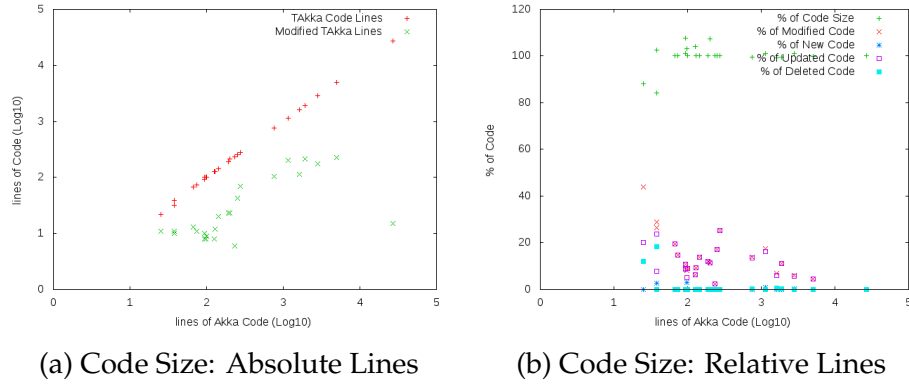 TAkka Code Lines
Modified TAkka Lines
lines of Code (Log10)
5
4
3
2
1
0
0 1 2 3 4 5
lines of Akka Code (Log10)
(a) Code Size: Absolute Lines
% of Code Size
% of Modified Code
% of New Code
% of Updated Code
% of Deleted Code
% of Code
120
100
80
60
40
20
0
0 1 2 3 4 5
lines of Akka Code (Log10)
(b) Code Size: Relative Lines